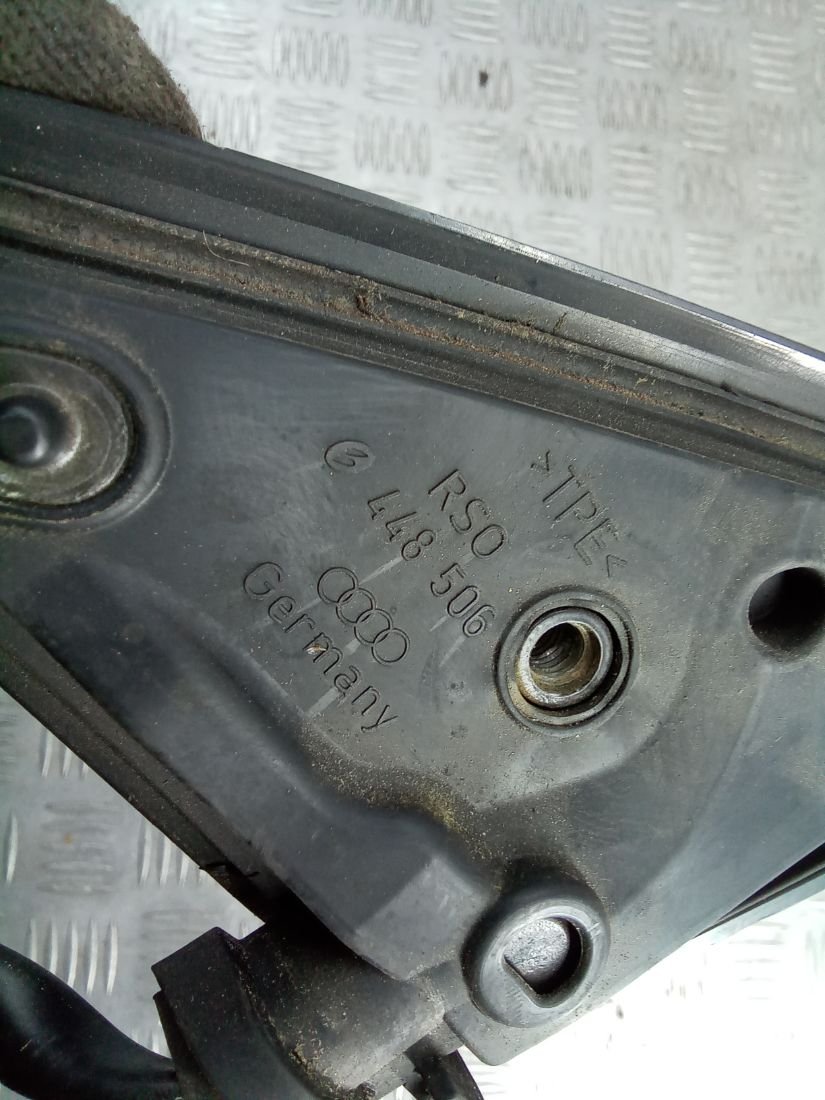 >TPE<
RSO
448 506
Germany